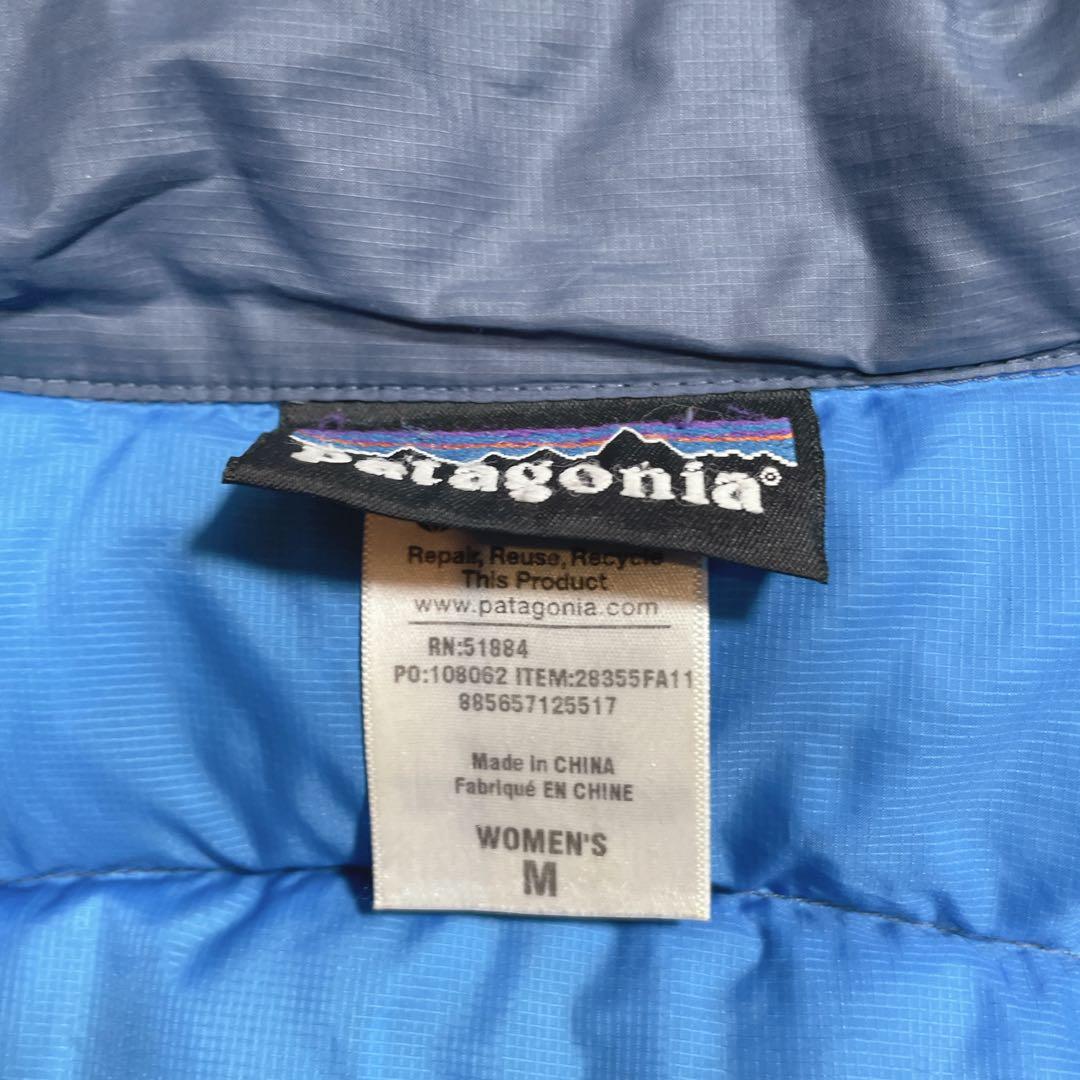 patagonia®
Repair, Reuse, Recycle
This Product
www.patagonia.com
RN:51884
PO:108062 ITEM:28355FA11
885657125517
Made in CHINA
Fabriqué EN CHINE
WOMEN'S
M